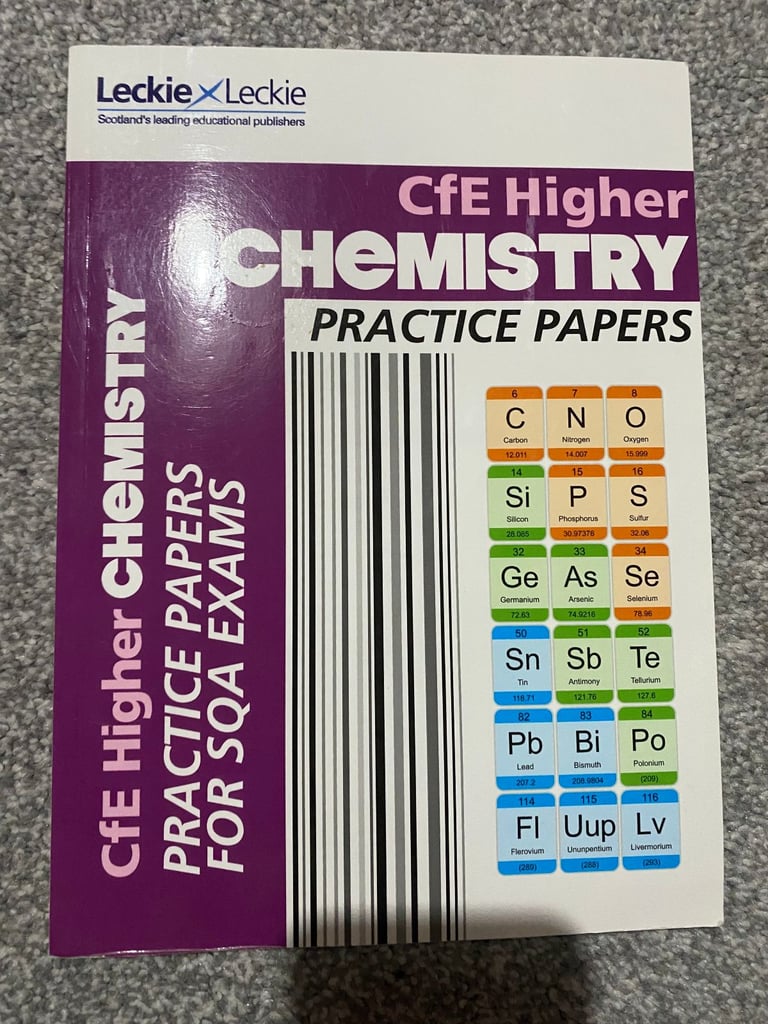 Leckie Leckie
Scotland's leading educational publishers
CfE Higher
CHeMISTRY
PRACTICE PAPERS
CfE Higher CHeMISTRY
PRACTICE PAPERS
FOR SQA EXAMS
6 7 8
C N O
Carbon Nitrogen Oxygen
12.011 14.007 15.999
14 15 16
Si P S
Silicon Phosphorus Sulfur
28.085 30.97376 32.06
32 33 34
Ge As Se
Germanium Arsenic Selenium
72.63 74.9216 78.96
50 51 52
Sn Sb Te
Tin Antimony Tellurium
118.71 121.76 127.6
82 83 84
Pb Bi Po
Lead Bismuth Polonium
207.2 208.9804 (209)
114 115 116
Fl Uup Lv
Flerovium Ununpentium Livermorium
(289) (288) (293)